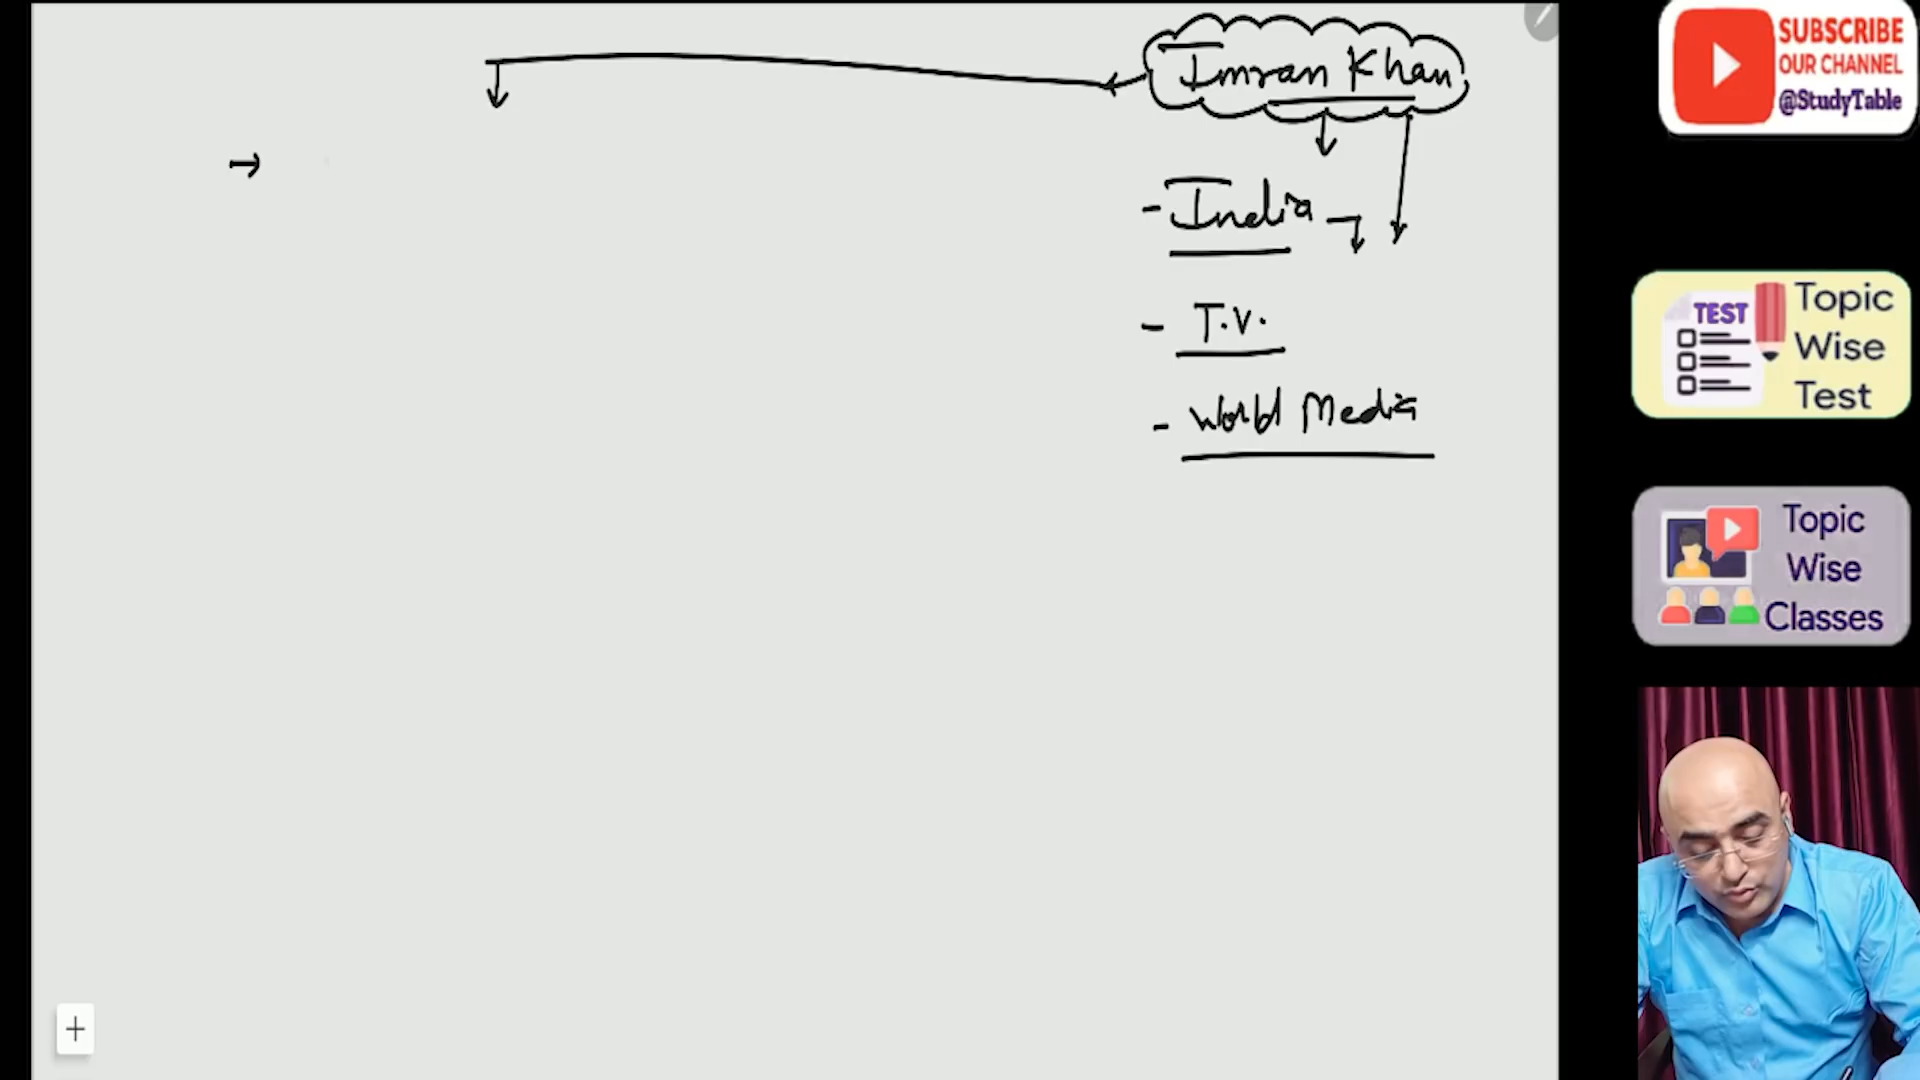 Imran Khan
- India
- T.V.
- World Media
SUBSCRIBE
OUR CHANNEL
@StudyTable
TEST
Topic
Wise
Test
Topic
Wise
Classes